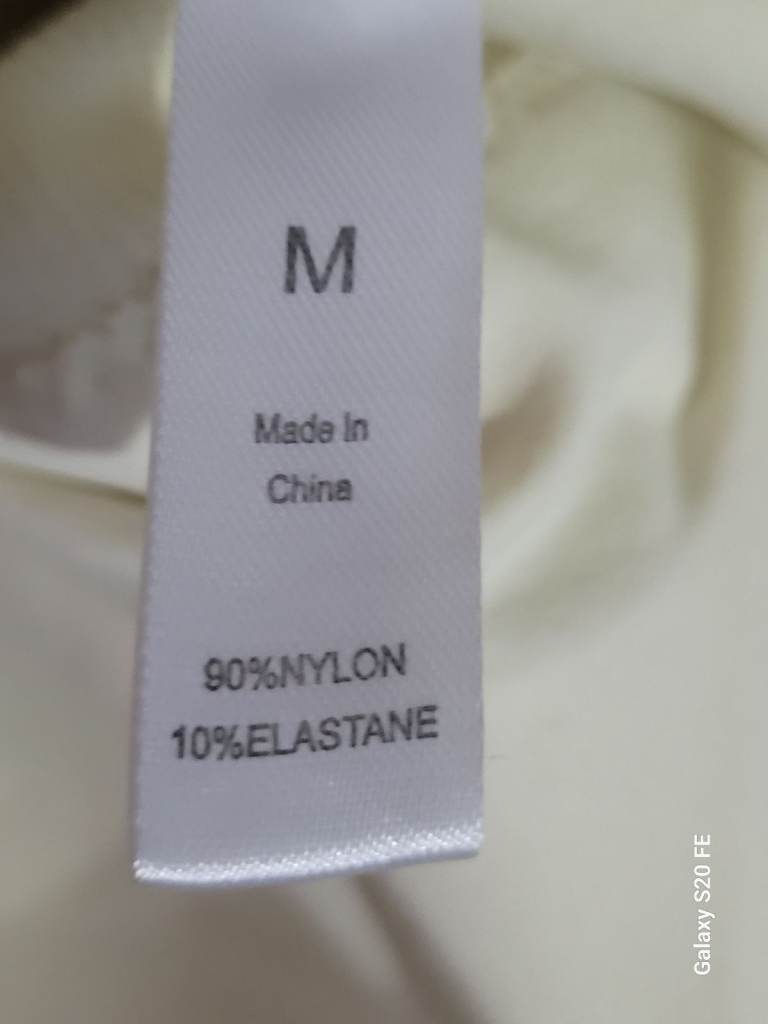 M
Made In
China
90%NYLON
10%ELASTANE
Galaxy S20 FE